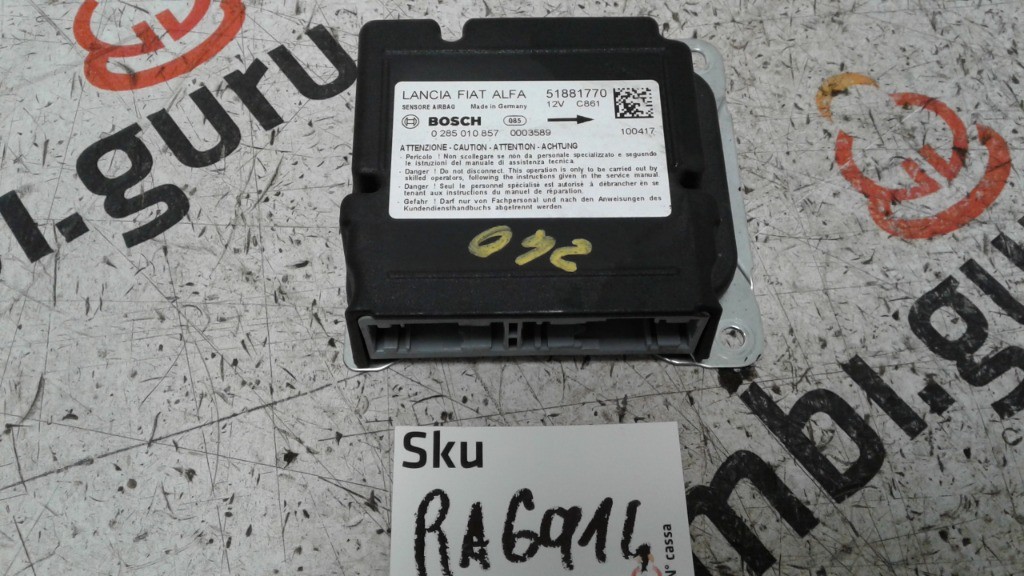 LANCIA FIAT ALFA 51881770
SENSORE AIRBAG Made in Germany 12V C861
BOSCH 085
0 285 010 857 0003589 100417
ATTENZIONE - CAUTION - ATTENTION - ACHTUNG
- Pericolo ! Non scollegare se non da personale specializzato e seguendo
le istruzioni del manuale di assistenza tecnica.
- Danger ! Do not disconnect. This operation is only to be carried out by
skilled operators, following the instructions given in the service manual
- Danger ! Seul le personnel spécialisé est autorisé à débrancher en se
tenant aux instructions du manuel de réparation.
- Gefahr ! Darf nur von Fachpersonal und nach den Anweisungen des
Kundendiensthandbuchs abgetrennt werden.
240
Sku
RA6914
N° cassa
bl.guru
mbl.gu